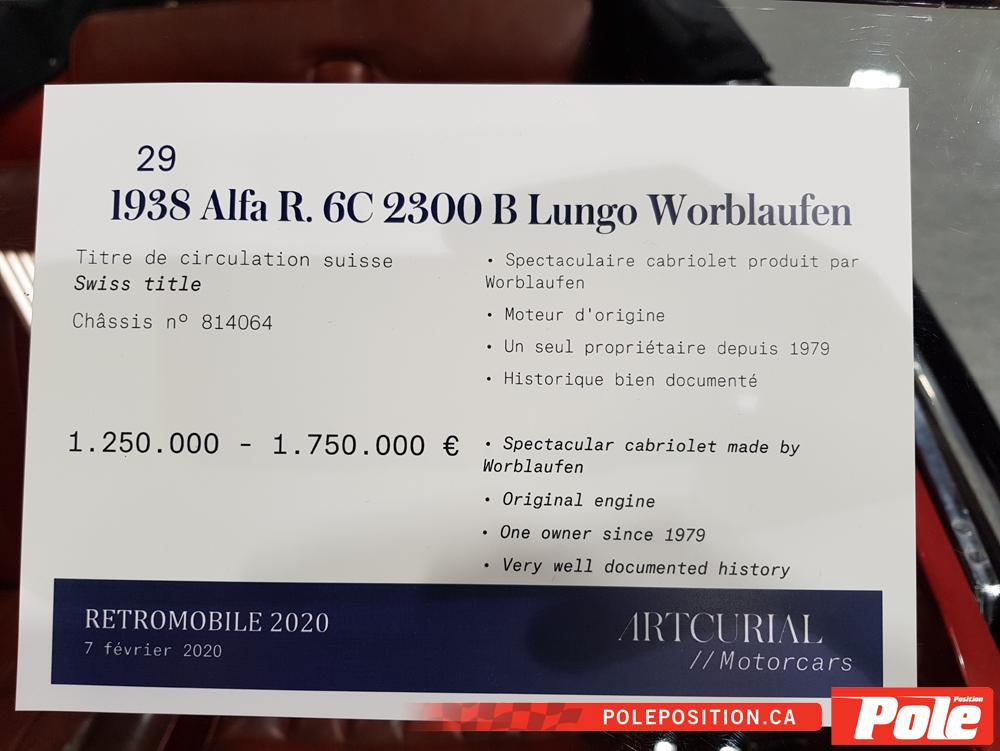 29
1938 Alfa R. 6C 2300 B Lungo Worblaufen
Titre de circulation suisse
Swiss title
Châssis nº 814064
• Spectaculaire cabriolet produit par
Worblaufen
• Moteur d'origine
• Un seul propriétaire depuis 1979
• Historique bien documenté
1.250.000 - 1.750.000 €
• Spectacular cabriolet made by
Worblaufen
• Original engine
• One owner since 1979
• Very well documented history
RETROMOBILE 2020
7 février 2020
ARTCURIAL
//Motorcars
POLEPOSITION.CA
Pole Position